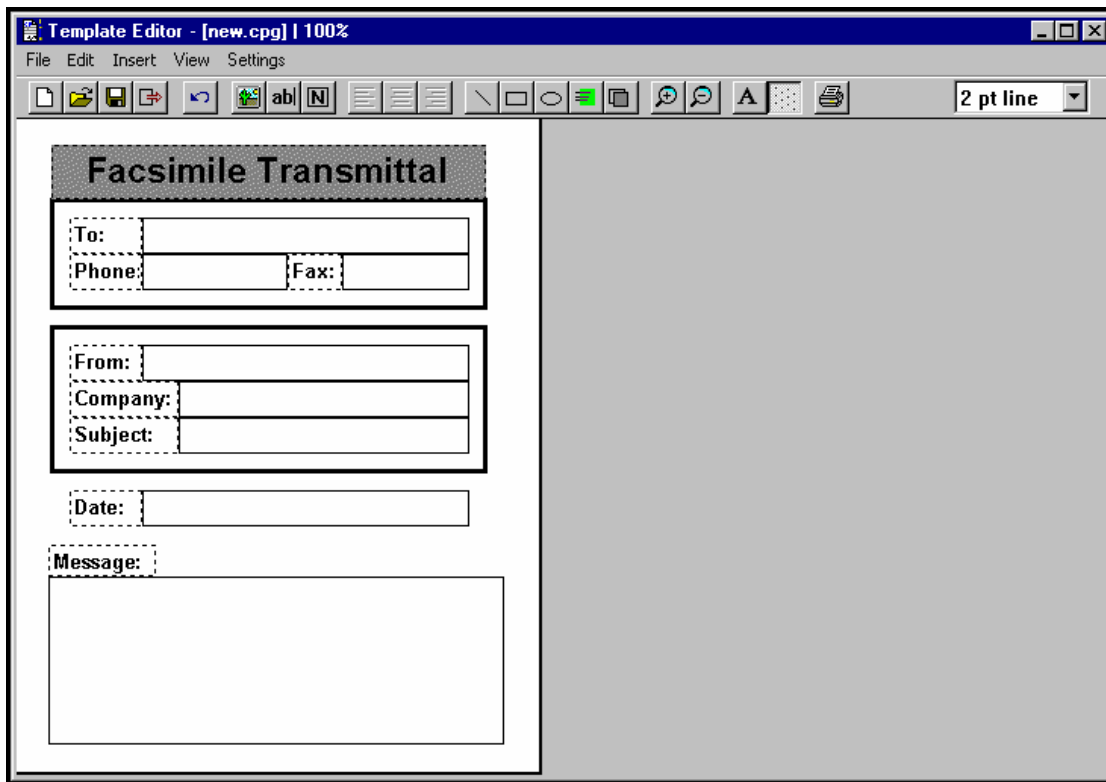 Template Editor - [new.cpg] | 100%
File Edit Insert View Settings
ab| N A 2 pt line
Facsimile Transmittal
To:
Phone: Fax:
From:
Company:
Subject:
Date:
Message: